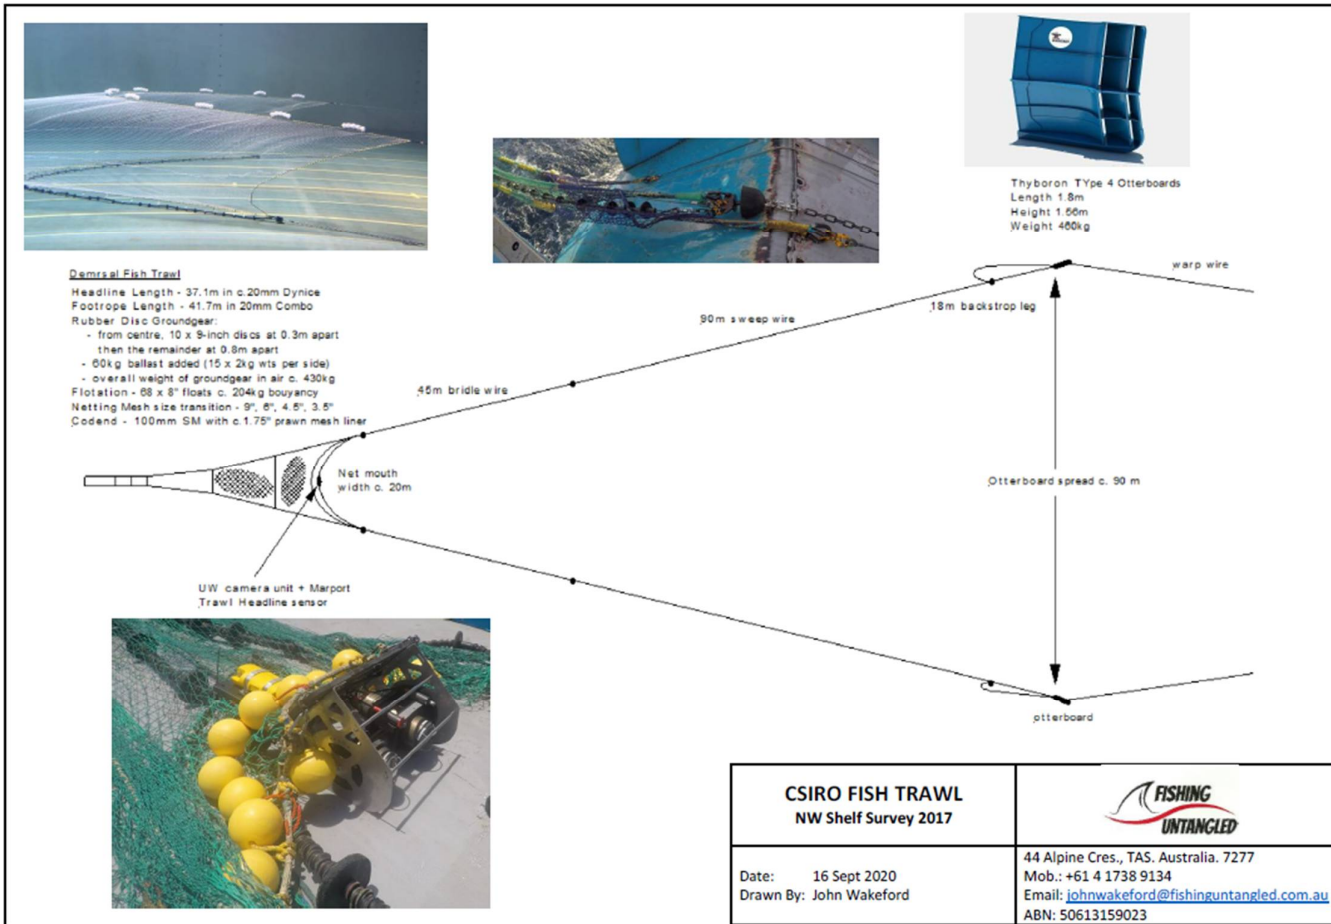 Thyboron TYpe 4 Otterboards
Length 1.8m
Height 1.56m
Weight 460kg
Demrsal Fish Trawl
Headline Length - 37.1m in c.20mm Dynice
Footrope Length - 41.7m in 20mm Combo
Rubber Disc Groundgear:
- from centre, 10 x 9-inch discs at 0.3m apart
then the remainder at 0.8m apart
- 60kg ballast added (15 x 2kg wts per side)
- overall weight of groundgear in air c. 430kg
Flotation - 68 x 8" floats c. 204kg bouyancy
Netting Mesh size transition - 9", 6", 4.5", 3.5"
Codend - 100mm SM with c.1.75" prawn mesh liner
warp wire
18m backstrop leg
90m sweep wire
45m bridle wire
Net mouth
width c. 20m
Otterboard spread c. 90 m
UW camera unit + Marport
Trawl Headline sensor
otterboard
CSIRO FISH TRAWL
NW Shelf Survey 2017
FISHING
UNTANGLED
Date: 16 Sept 2020
Drawn By: John Wakeford
44 Alpine Cres., TAS. Australia. 7277
Mob.: +61 4 1738 9134
Email: johnwakeford@fishinguntangled.com.au
ABN: 50613159023